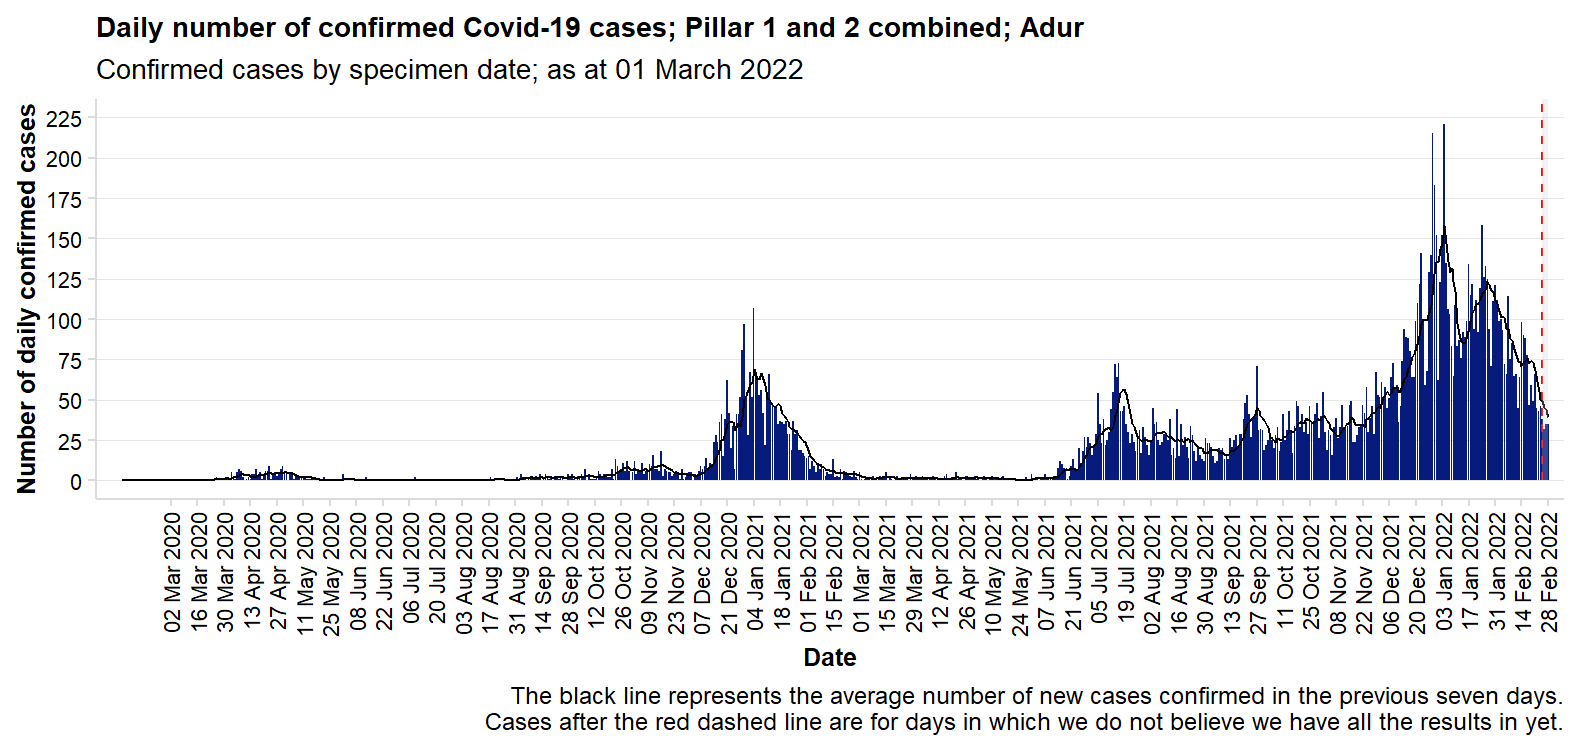 Daily number of confirmed Covid-19 cases; Pillar 1 and 2 combined; Adur
Confirmed cases by specimen date; as at 01 March 2022
Number of daily confirmed cases
225
200
175
150
125
100
75
50
25
0
02 Mar 2020
16 Mar 2020
30 Mar 2020
13 Apr 2020
27 Apr 2020
11 May 2020
25 May 2020
08 Jun 2020
22 Jun 2020
06 Jul 2020
20 Jul 2020
03 Aug 2020
17 Aug 2020
31 Aug 2020
14 Sep 2020
28 Sep 2020
12 Oct 2020
26 Oct 2020
09 Nov 2020
23 Nov 2020
07 Dec 2020
21 Dec 2020
04 Jan 2021
18 Jan 2021
01 Feb 2021
15 Feb 2021
01 Mar 2021
15 Mar 2021
29 Mar 2021
12 Apr 2021
26 Apr 2021
10 May 2021
24 May 2021
07 Jun 2021
21 Jun 2021
05 Jul 2021
19 Jul 2021
02 Aug 2021
16 Aug 2021
30 Aug 2021
13 Sep 2021
27 Sep 2021
11 Oct 2021
25 Oct 2021
08 Nov 2021
22 Nov 2021
06 Dec 2021
20 Dec 2021
03 Jan 2022
17 Jan 2022
31 Jan 2022
14 Feb 2022
28 Feb 2022
Date
The black line represents the average number of new cases confirmed in the previous seven days.
Cases after the red dashed line are for days in which we do not believe we have all the results in yet.